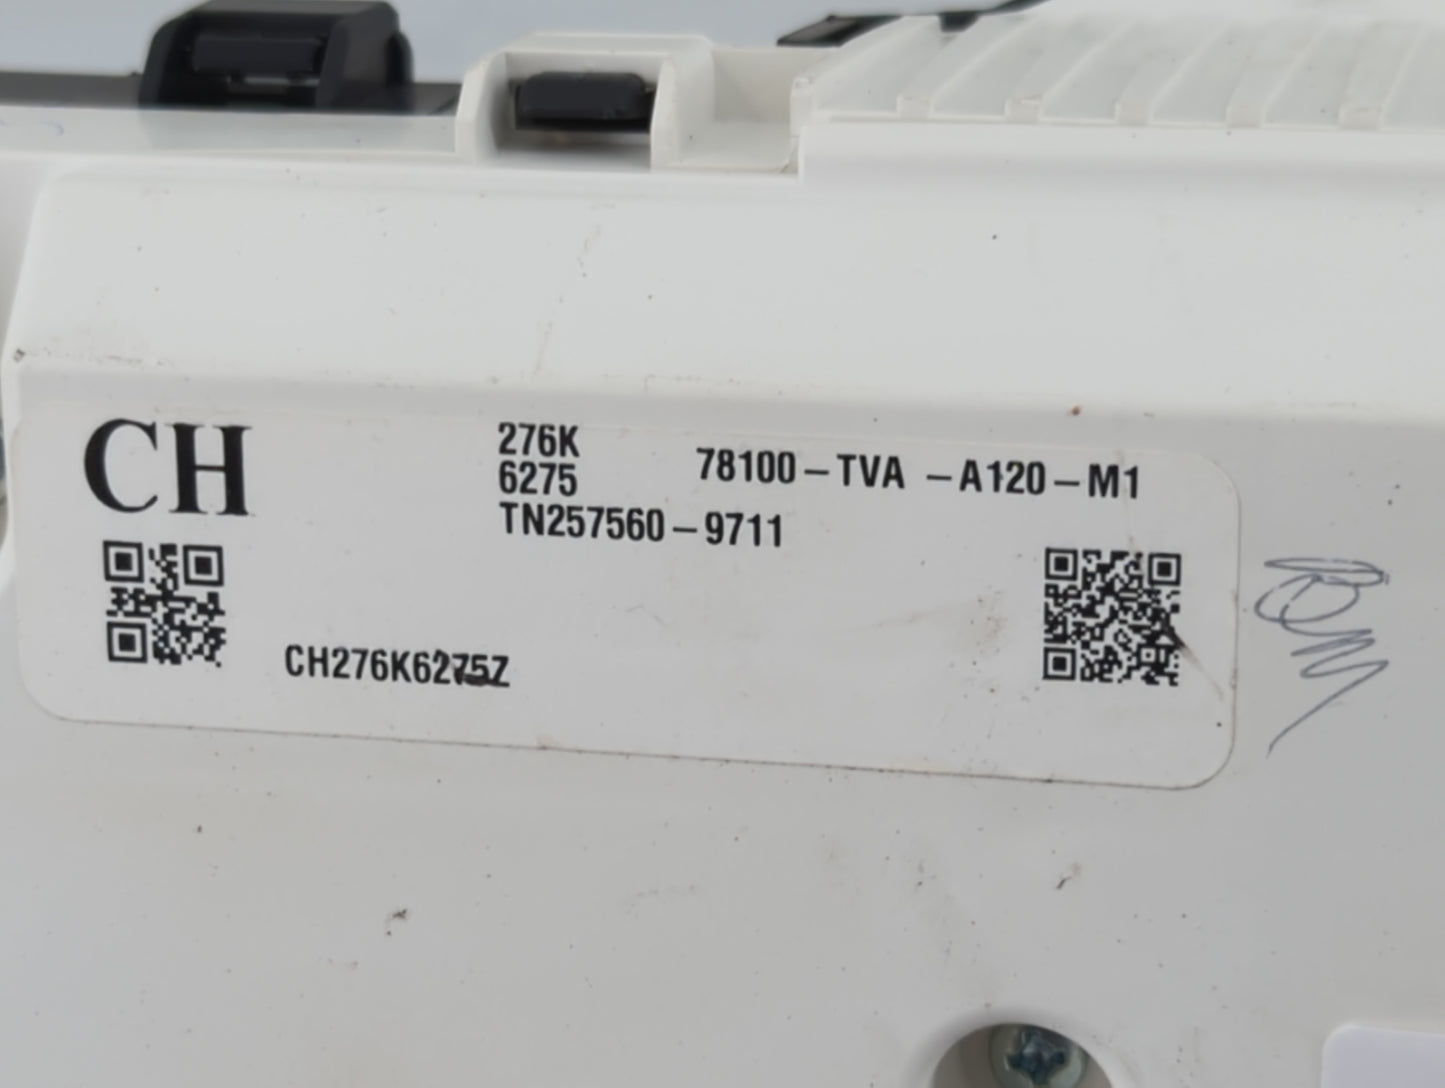 CH
276K
6275
78100-TVA -A120-M1
TN257560-9711
CH276K6275Z